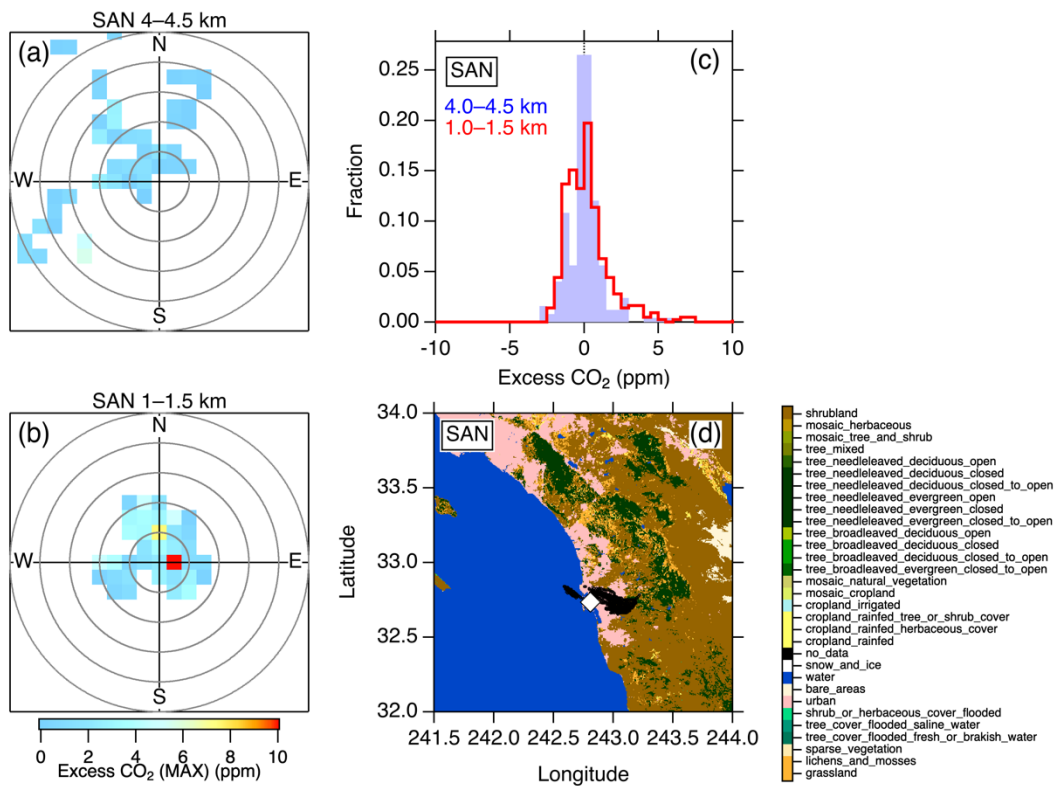 SAN 4–4.5 km
(a)
N
W
E
S
SAN 1–1.5 km
(b)
N
W
E
S
0 2 4 6 8 10
Excess CO₂ (MAX) (ppm)
(c)
SAN
4.0–4.5 km
1.0–1.5 km
Fraction
0.25
0.20
0.15
0.10
0.05
0.00
-10 -5 0 5 10
Excess CO₂ (ppm)
(d)
SAN
Latitude
34.0
33.5
33.0
32.5
32.0
241.5 242.0 242.5 243.0 243.5 244.0
Longitude
shrubland
mosaic_herbaceous
mosaic_tree_and_shrub
tree_mixed
tree_needleleaved_deciduous_open
tree_needleleaved_deciduous_closed
tree_needleleaved_deciduous_closed_to_open
tree_needleleaved_evergreen_open
tree_needleleaved_evergreen_closed
tree_needleleaved_evergreen_closed_to_open
tree_broadleaved_deciduous_open
tree_broadleaved_deciduous_closed
tree_broadleaved_deciduous_closed_to_open
tree_broadleaved_evergreen_closed_to_open
mosaic_natural_vegetation
mosaic_cropland
cropland_irrigated
cropland_rainfed_tree_or_shrub_cover
cropland_rainfed_herbaceous_cover
cropland_rainfed
no_data
snow_and_ice
water
bare_areas
urban
shrub_or_herbaceous_cover_flooded
tree_cover_flooded_saline_water
tree_cover_flooded_fresh_or_brakish_water
sparse_vegetation
lichens_and_mosses
grassland